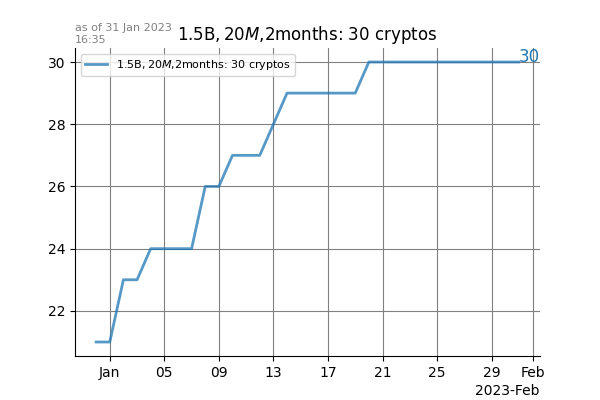 as of 31 Jan 2023
16:35
1.5B, 20M,2months: 30 cryptos
1.5B, 20M,2months: 30 cryptos
30
30
28
26
24
22
Jan 05 09 13 17 21 25 29 Feb
2023-Feb